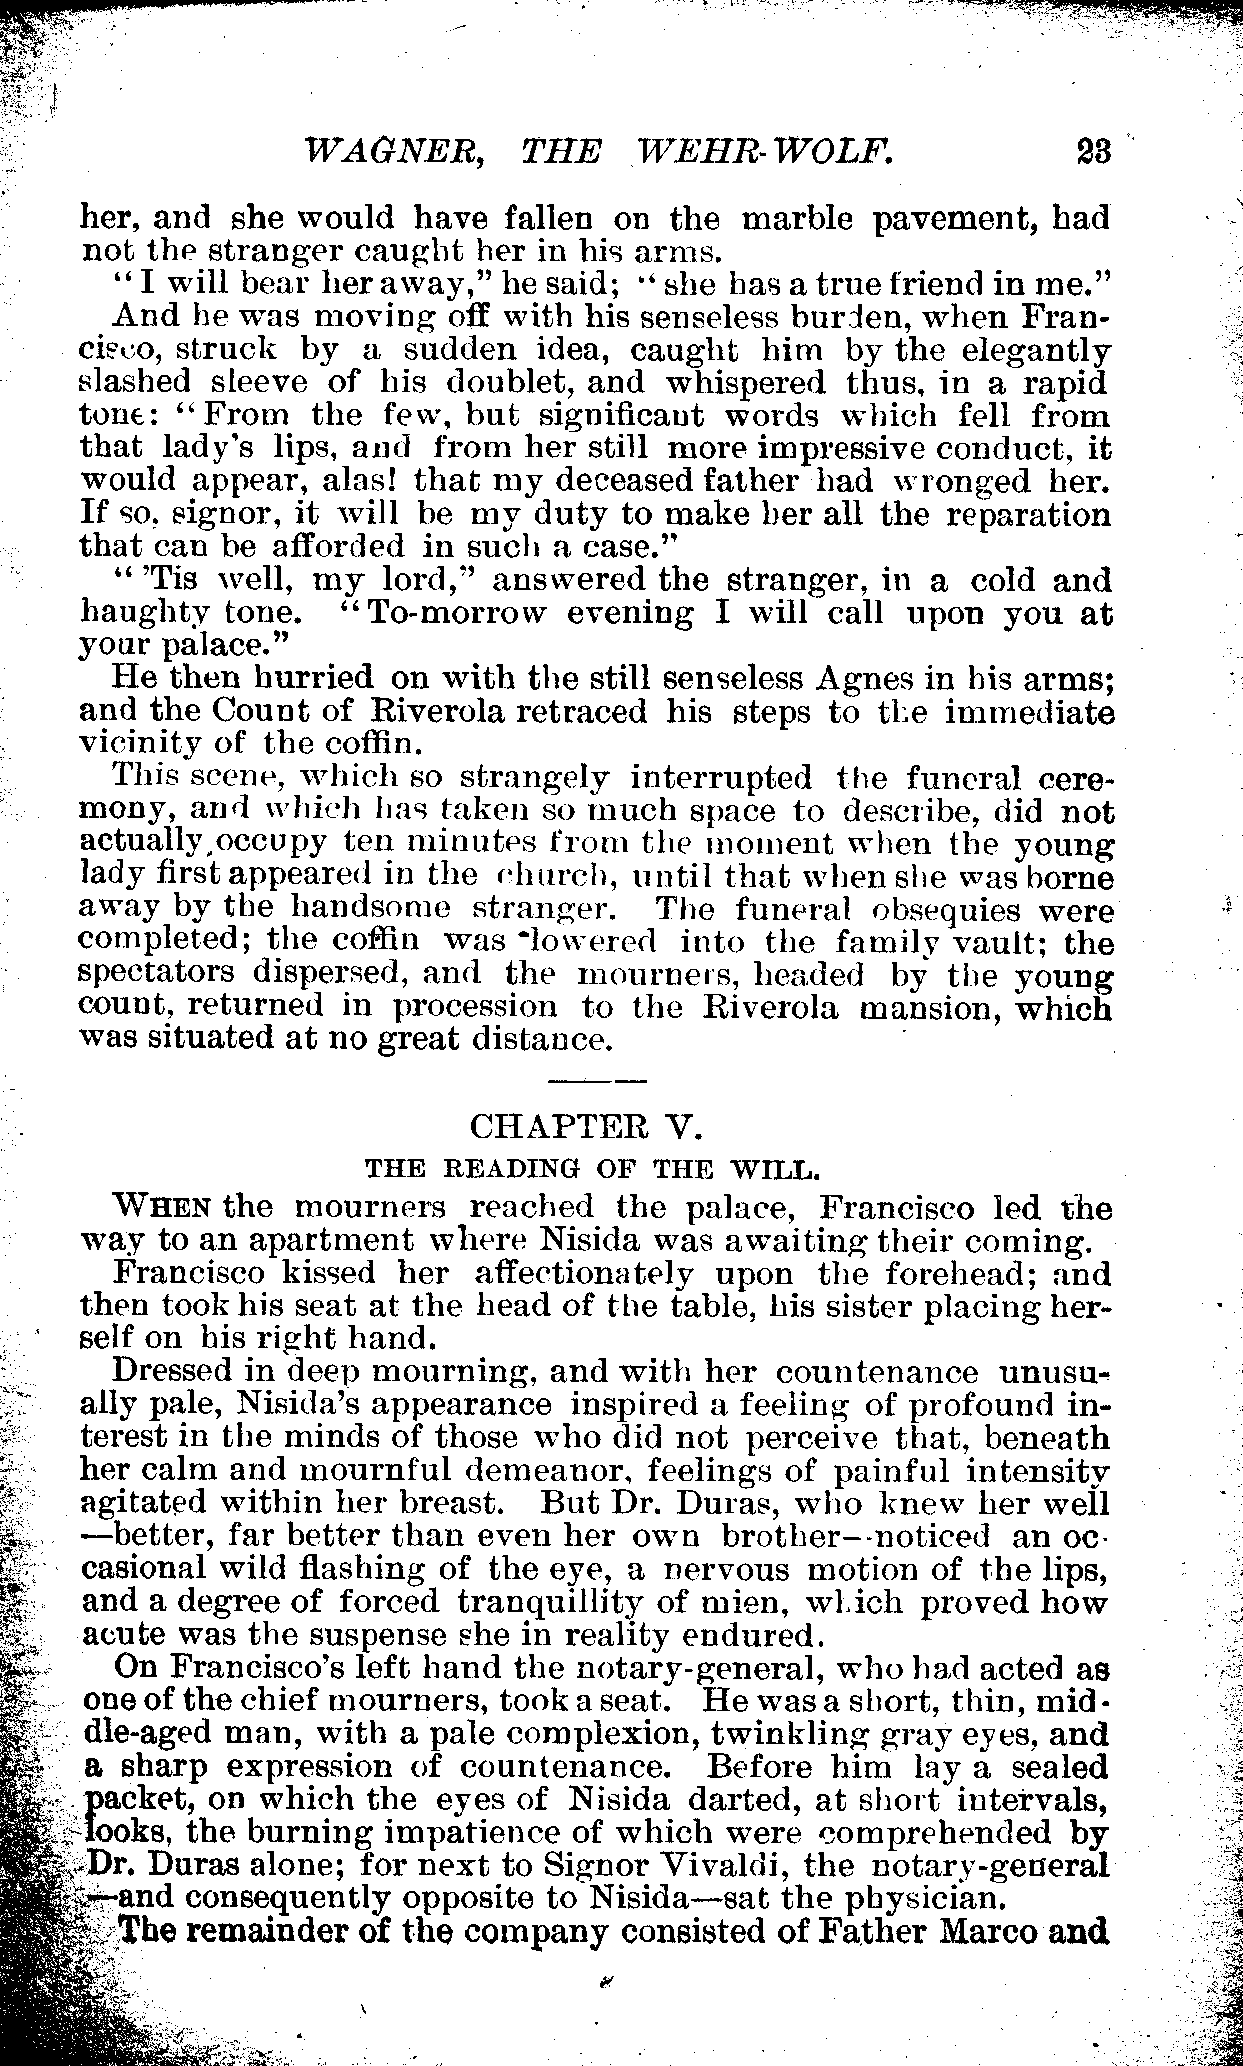 WAGNER, THE WEHR-WOLF. 23
her, and she would have fallen on the marble pavement, had
not the stranger caught her in his arms.
“I will bear her away,” he said; “she has a true friend in me.”
And he was moving off with his senseless burden, when Fran-
cisco, struck by a sudden idea, caught him by the elegantly
slashed sleeve of his doublet, and whispered thus, in a rapid
tone: “From the few, but significant words which fell from
that lady’s lips, and from her still more impressive conduct, it
would appear, alas! that my deceased father had wronged her.
If so, signor, it will be my duty to make her all the reparation
that can be afforded in such a case.”
“’Tis well, my lord,” answered the stranger, in a cold and
haughty tone. “To-morrow evening I will call upon you at
your palace.”
He then hurried on with the still senseless Agnes in his arms;
and the Count of Riverola retraced his steps to the immediate
vicinity of the coffin.
This scene, which so strangely interrupted the funeral cere-
mony, and which has taken so much space to describe, did not
actually occupy ten minutes from the moment when the young
lady first appeared in the church, until that when she was borne
away by the handsome stranger. The funeral obsequies were
completed; the coffin was lowered into the family vault; the
spectators dispersed, and the mourners, headed by the young
count, returned in procession to the Riverola mansion, which
was situated at no great distance.
CHAPTER V.
THE READING OF THE WILL.
WHEN the mourners reached the palace, Francisco led the
way to an apartment where Nisida was awaiting their coming.
Francisco kissed her affectionately upon the forehead; and
then took his seat at the head of the table, his sister placing her-
self on his right hand.
Dressed in deep mourning, and with her countenance unusu-
ally pale, Nisida’s appearance inspired a feeling of profound in-
terest in the minds of those who did not perceive that, beneath
her calm and mournful demeanor, feelings of painful intensity
agitated within her breast. But Dr. Duras, who knew her well
—better, far better than even her own brother—noticed an oc-
casional wild flashing of the eye, a nervous motion of the lips,
and a degree of forced tranquillity of mien, which proved how
acute was the suspense she in reality endured.
On Francisco’s left hand the notary-general, who had acted as
one of the chief mourners, took a seat. He was a short, thin, mid-
dle-aged man, with a pale complexion, twinkling gray eyes, and
a sharp expression of countenance. Before him lay a sealed
packet, on which the eyes of Nisida darted, at short intervals,
looks, the burning impatience of which were comprehended by
Dr. Duras alone; for next to Signor Vivaldi, the notary-general
—and consequently opposite to Nisida—sat the physician.
The remainder of the company consisted of Father Marco and